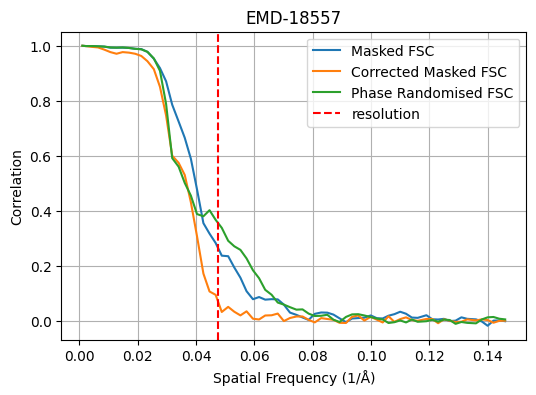 EMD-18557
Masked FSC
Corrected Masked FSC
Phase Randomised FSC
resolution
Correlation
1.0
0.8
0.6
0.4
0.2
0.0
0.00 0.02 0.04 0.06 0.08 0.10 0.12 0.14
Spatial Frequency (1/Å)